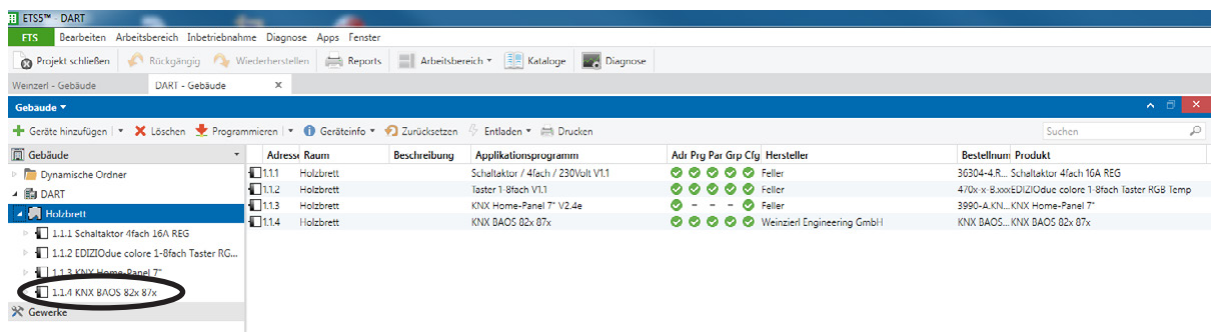 ETS5™ - DART
ETS Bearbeiten Arbeitsbereich Inbetriebnahme Diagnose Apps Fenster
Projekt schließen Rückgängig Wiederherstellen Reports Arbeitsbereich Kataloge Diagnose
Weinzerl - Gebäude DART - Gebäude X
Gebäude
Geräte hinzufügen Löschen Programmieren Geräteinfo Zurücksetzen Entladen Drucken Suchen
Gebäude Adresse Raum Beschreibung Applikationsprogramm Adr Prg Par Grp Cfg Hersteller Bestellnum Produkt
Dynamische Ordner 1.1.1 Holzbrett Schaltaktor / 4fach / 230Volt V1.1 Feller 36304-4.R... Schaltaktor 4fach 16A REG
DART 1.1.2 Holzbrett Taster 1-8fach V1.1 Feller 470x-x-B.xxx EDIZIOdue colore 1-8fach Taster RGB Temp
Holzbrett 1.1.3 Holzbrett KNX Home-Panel 7" V2.4e - - - Feller 3990-A.KN... KNX Home-Panel 7"
1.1.1 Schaltaktor 4fach 16A REG 1.1.4 Holzbrett KNX BAOS 82x 87x Weinzierl Engineering GmbH KNX BAOS... KNX BAOS 82x 87x
1.1.2 EDIZIOdue colore 1-8fach Taster RG...
1.1.3 KNX Home-Panel 7"
1.1.4 KNX BAOS 82x 87x
Gewerke